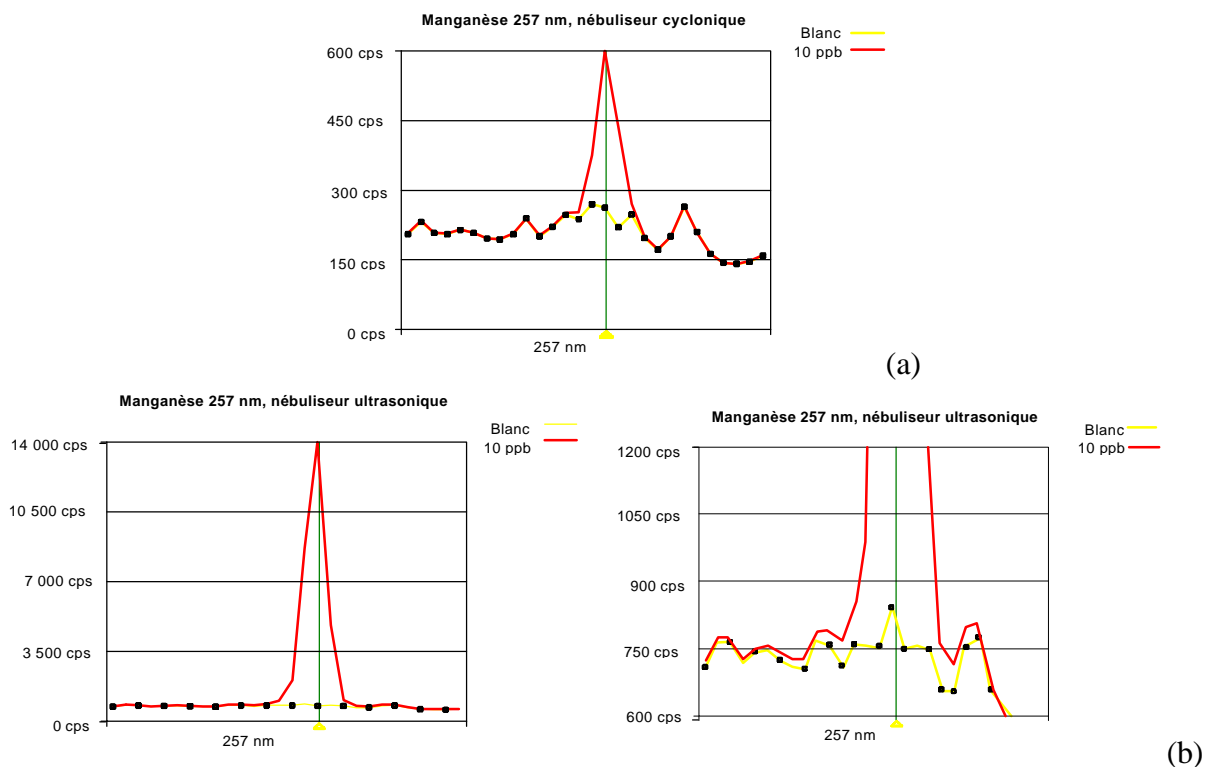 Manganèse 257 nm, nébuliseur cyclonique
Blanc
10 ppb
600 cps
450 cps
300 cps
150 cps
0 cps
257 nm
(a)
Manganèse 257 nm, nébuliseur ultrasonique
Blanc
10 ppb
14 000 cps
10 500 cps
7 000 cps
3 500 cps
0 cps
257 nm
Manganèse 257 nm, nébuliseur ultrasonique
Blanc
10 ppb
1200 cps
1050 cps
900 cps
750 cps
600 cps
257 nm
(b)